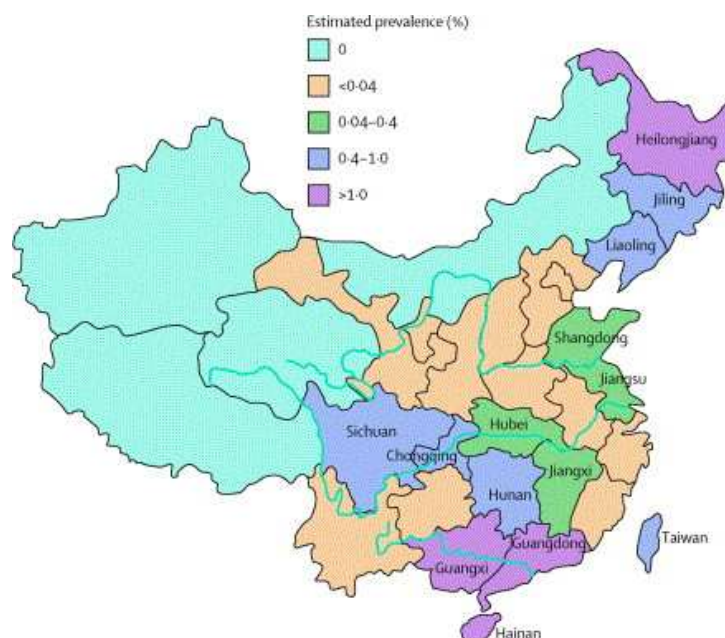 Estimated prevalence (%)
0
<0·04
0·04–0·4
0·4–1·0
>1·0
Heilongjiang
Jiling
Liaoling
Shangdong
Jiangsu
Sichuan
Hubei
Chongqing
Jiangxi
Hunan
Taiwan
Guangdong
Guangxi
Hainan